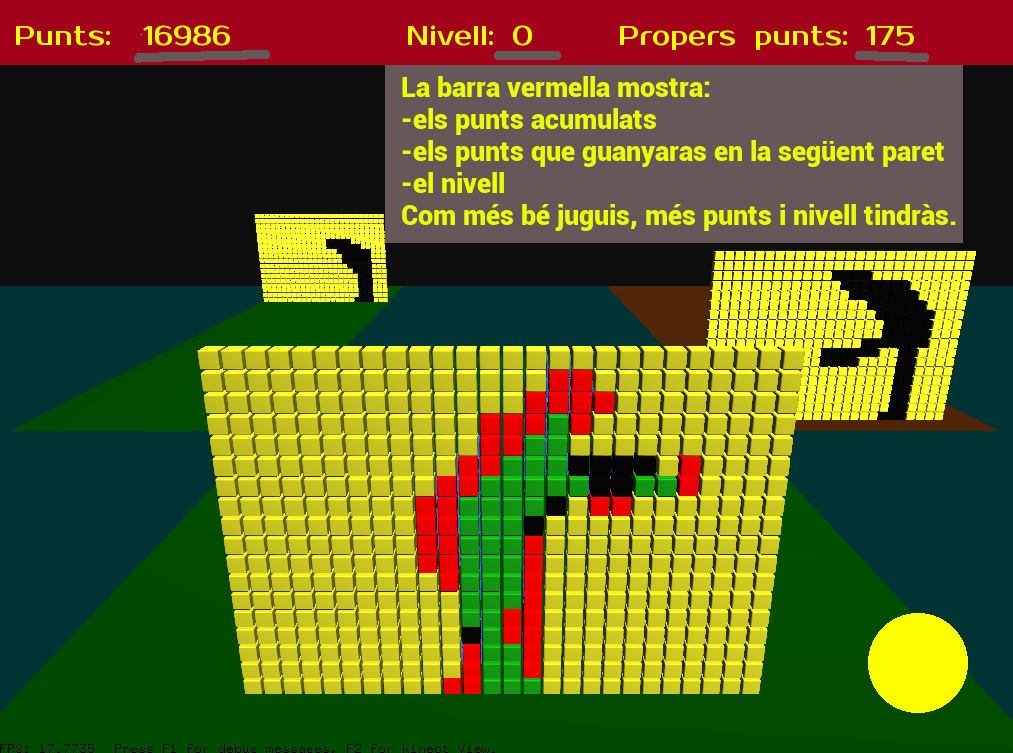 Punts: 16986 Nivell: 0 Propers punts: 175
La barra vermella mostra:
-els punts acumulats
-els punts que guanyaras en la següent paret
-el nivell
Com més bé juguis, més punts i nivell tindràs.
FPS: 17.7735 Press F1 for debug messages. F2 for kinect View.